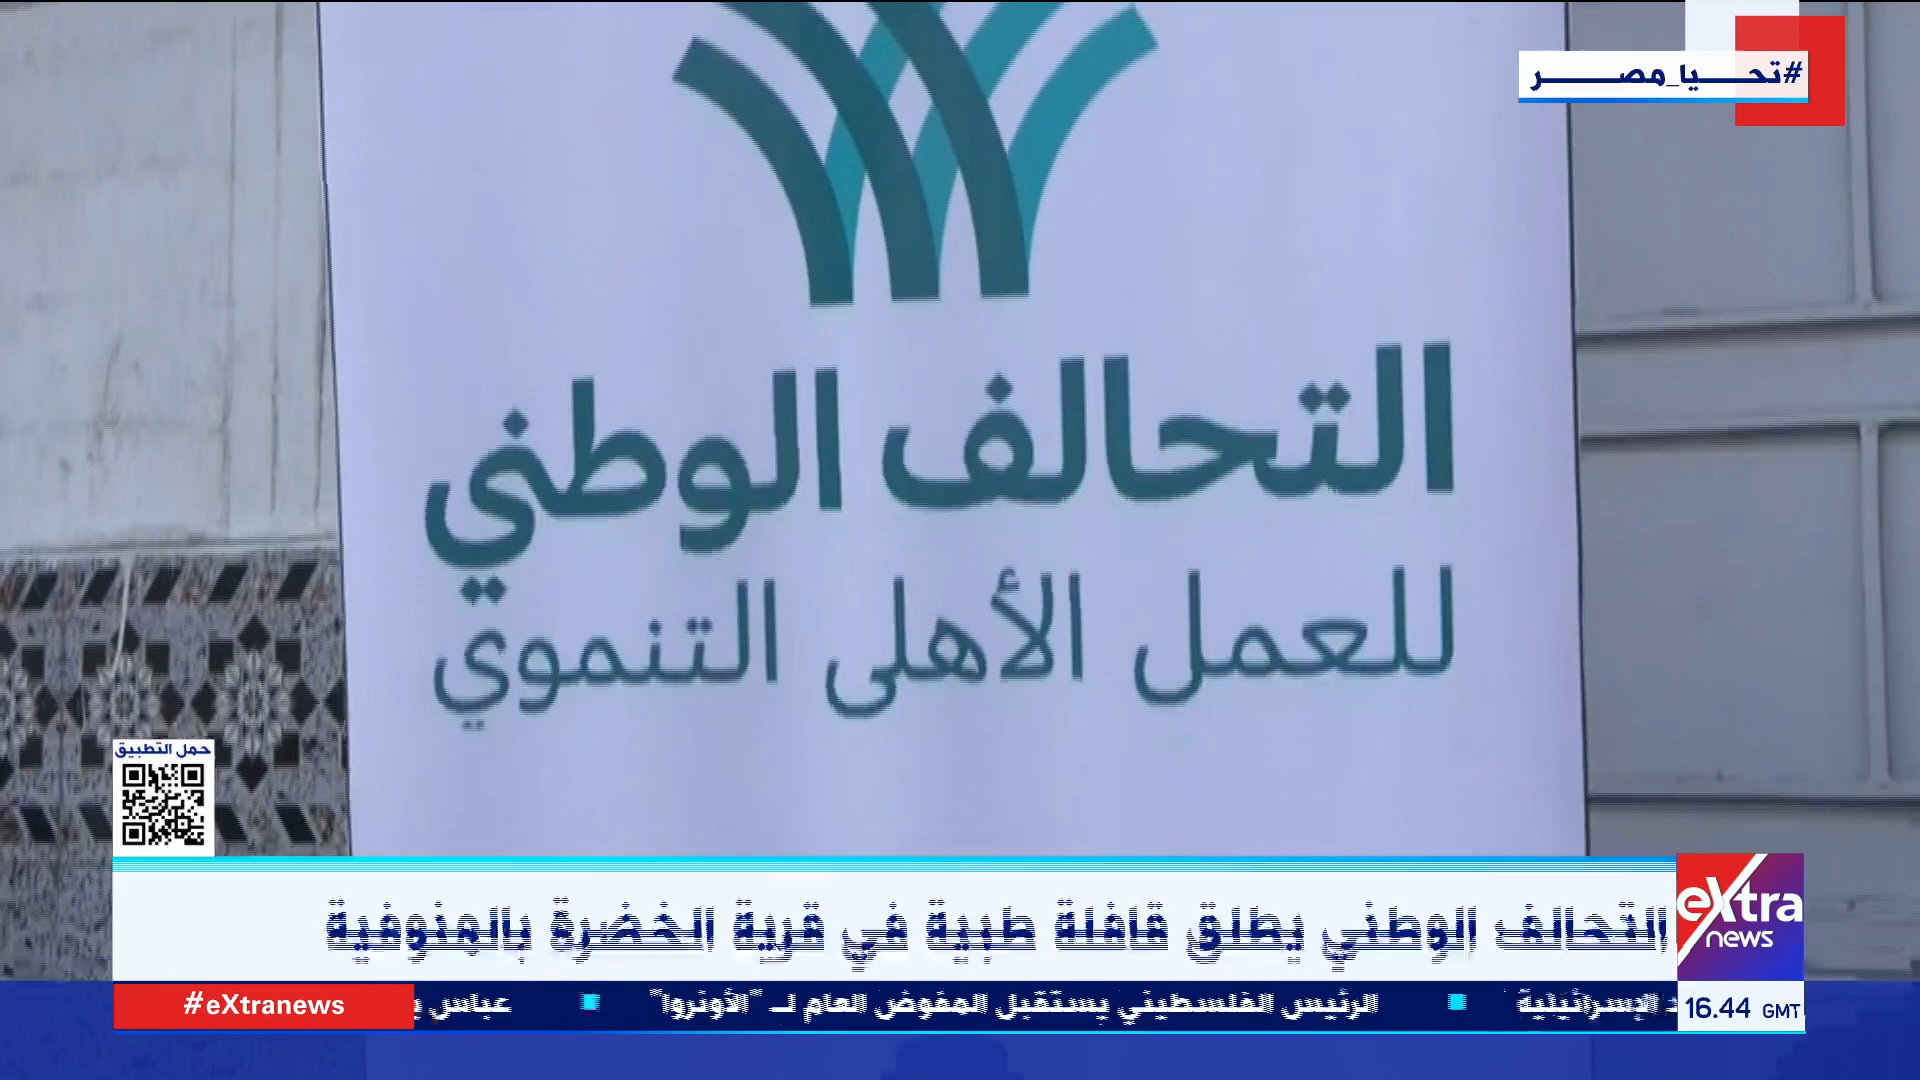 #تحـــيا_مصـــر
التحالف الوطني
للعمل الأهلى التنموي
حمل التطبيق
التحالف الوطني يطلق قافلة طبية في قرية الخضرة بالمنوفية
eXtra
news
الإسرائيلية ■ الرئيس الفلسطيني يستقبل المفوض العام لـ "الأونروا" ■ عباس
#eXtranews
16.44 GMT